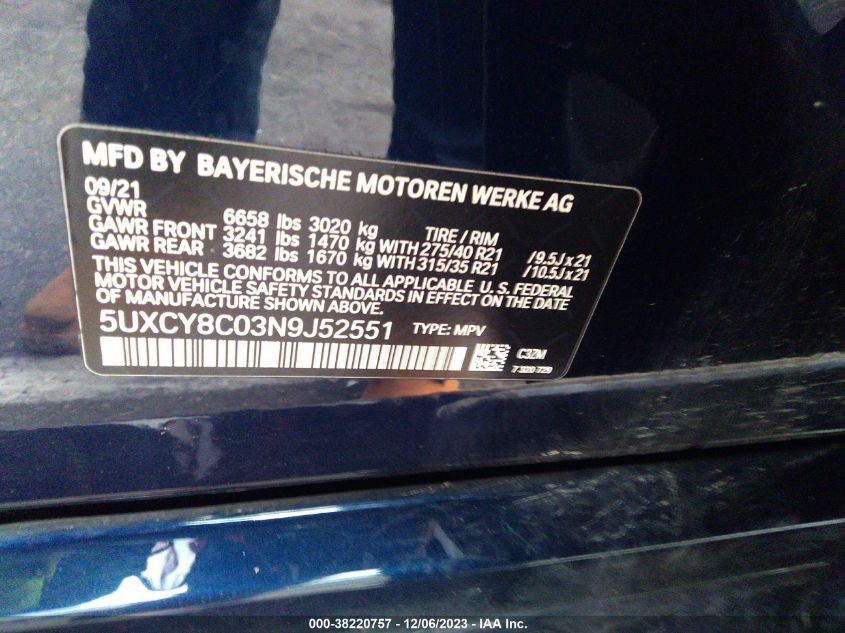 MFD BY BAYERISCHE MOTOREN WERKE AG
09/21
GVWR 6658 lbs 3020 kg TIRE / RIM
GAWR FRONT 3241 lbs 1470 kg WITH 275/40 R21 /9.5J x 21
GAWR REAR 3682 lbs 1670 kg WITH 315/35 R21 /10.5J x 21
THIS VEHICLE CONFORMS TO ALL APPLICABLE U. S. FEDERAL
MOTOR VEHICLE SAFETY STANDARDS IN EFFECT ON THE DATE
OF MANUFACTURE SHOWN ABOVE.
5UXCY8C03N9J52551 TYPE: MPV
C3ZM
7 320 729
000-38220757 - 12/06/2023 - IAA Inc.